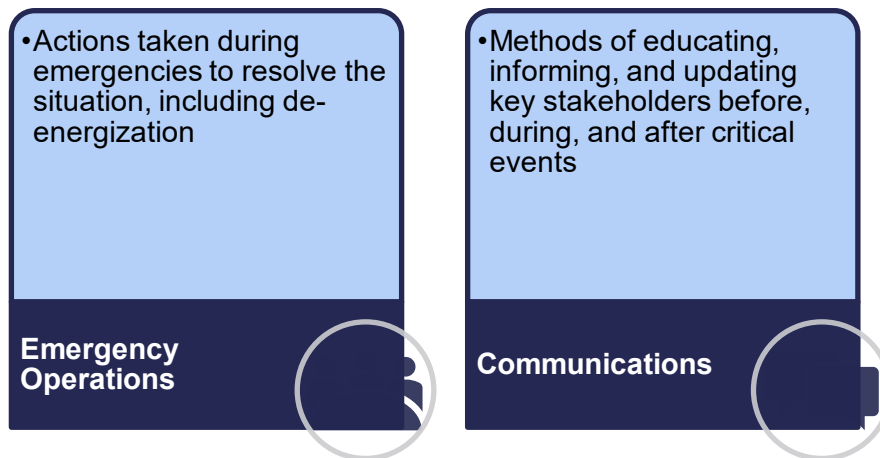 •Actions taken during
emergencies to resolve the
situation, including de-
energization
Emergency
Operations
•Methods of educating,
informing, and updating
key stakeholders before,
during, and after critical
events
Communications